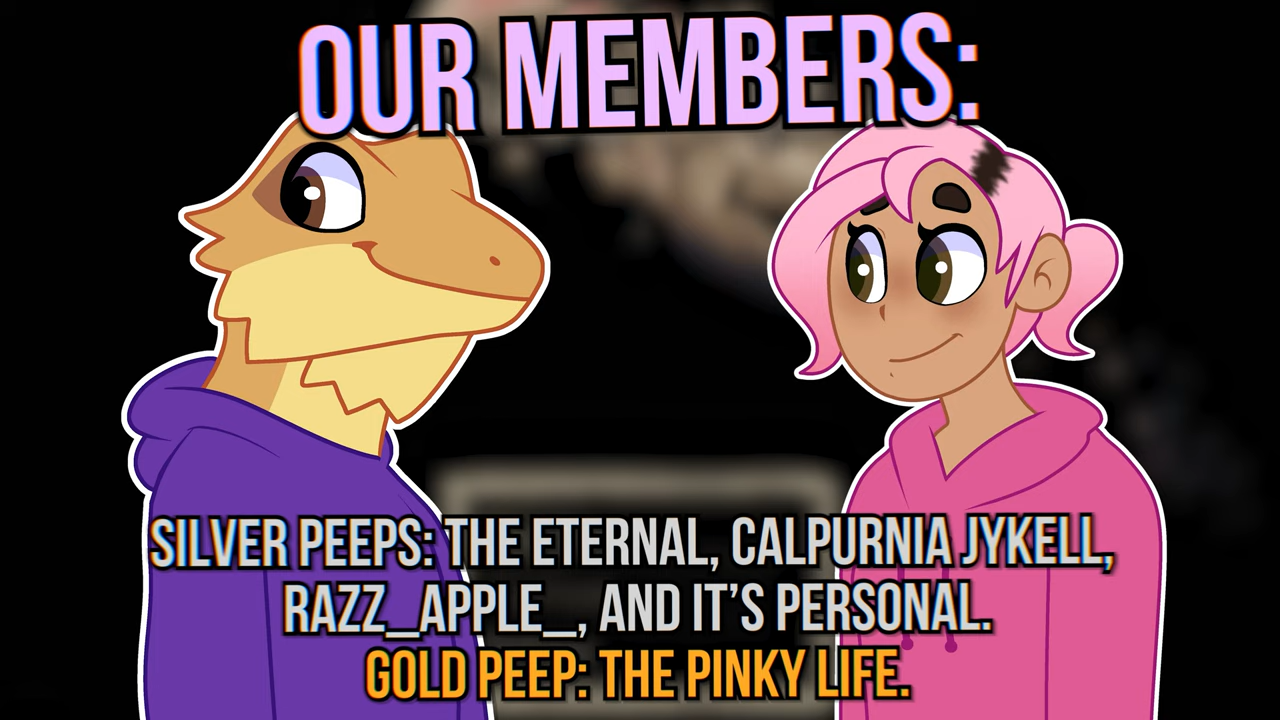 OUR MEMBERS:
SILVER PEEPS: THE ETERNAL, CALPURNIA JYKELL,
RAZZ_APPLE_, AND IT'S PERSONAL.
GOLD PEEP: THE PINKY LIFE.